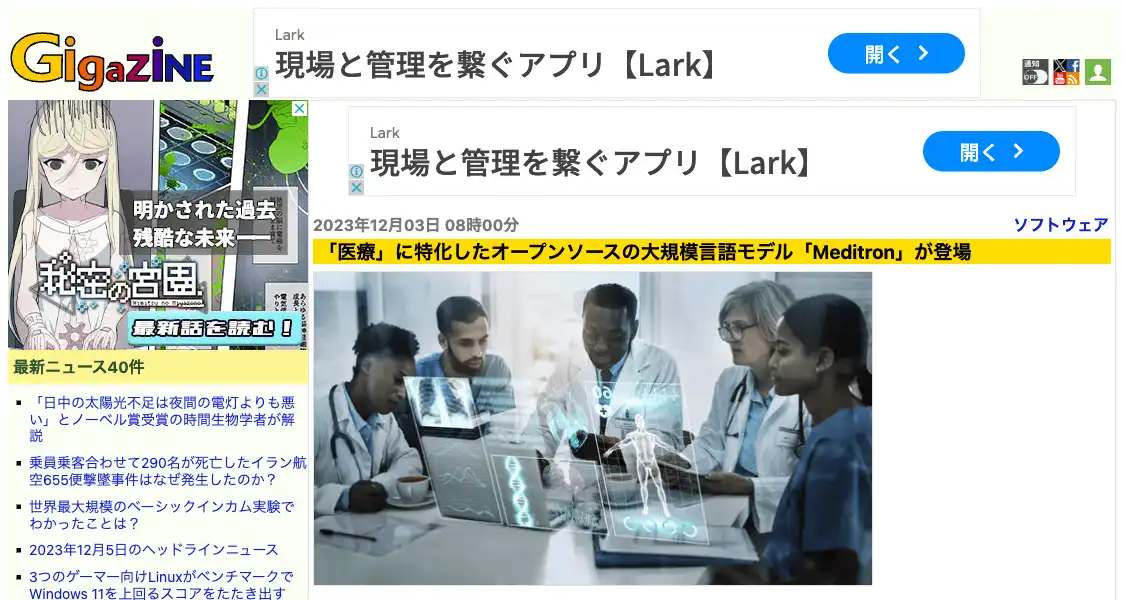 GigaZiNE
Lark
現場と管理を繋ぐアプリ【Lark】
開く
通知
OFF
Lark
現場と管理を繋ぐアプリ【Lark】
開く
明かされた過去
残酷な未来──
秘密の宮園
Himitsu no Miyazono
最新話を読む！
2023年12月03日 08時00分
ソフトウェア
「医療」に特化したオープンソースの大規模言語モデル「Meditron」が登場
最新ニュース40件
「日中の太陽光不足は夜間の電灯よりも悪
い」とノーベル賞受賞の時間生物学者が解
説
乗員乗客合わせて290名が死亡したイラン航
空655便撃墜事件はなぜ発生したのか？
世界最大規模のベーシックインカム実験で
わかったことは？
2023年12月5日のヘッドラインニュース
3つのゲーマー向けLinuxがベンチマークで
Windows 11を上回るスコアをたたき出す